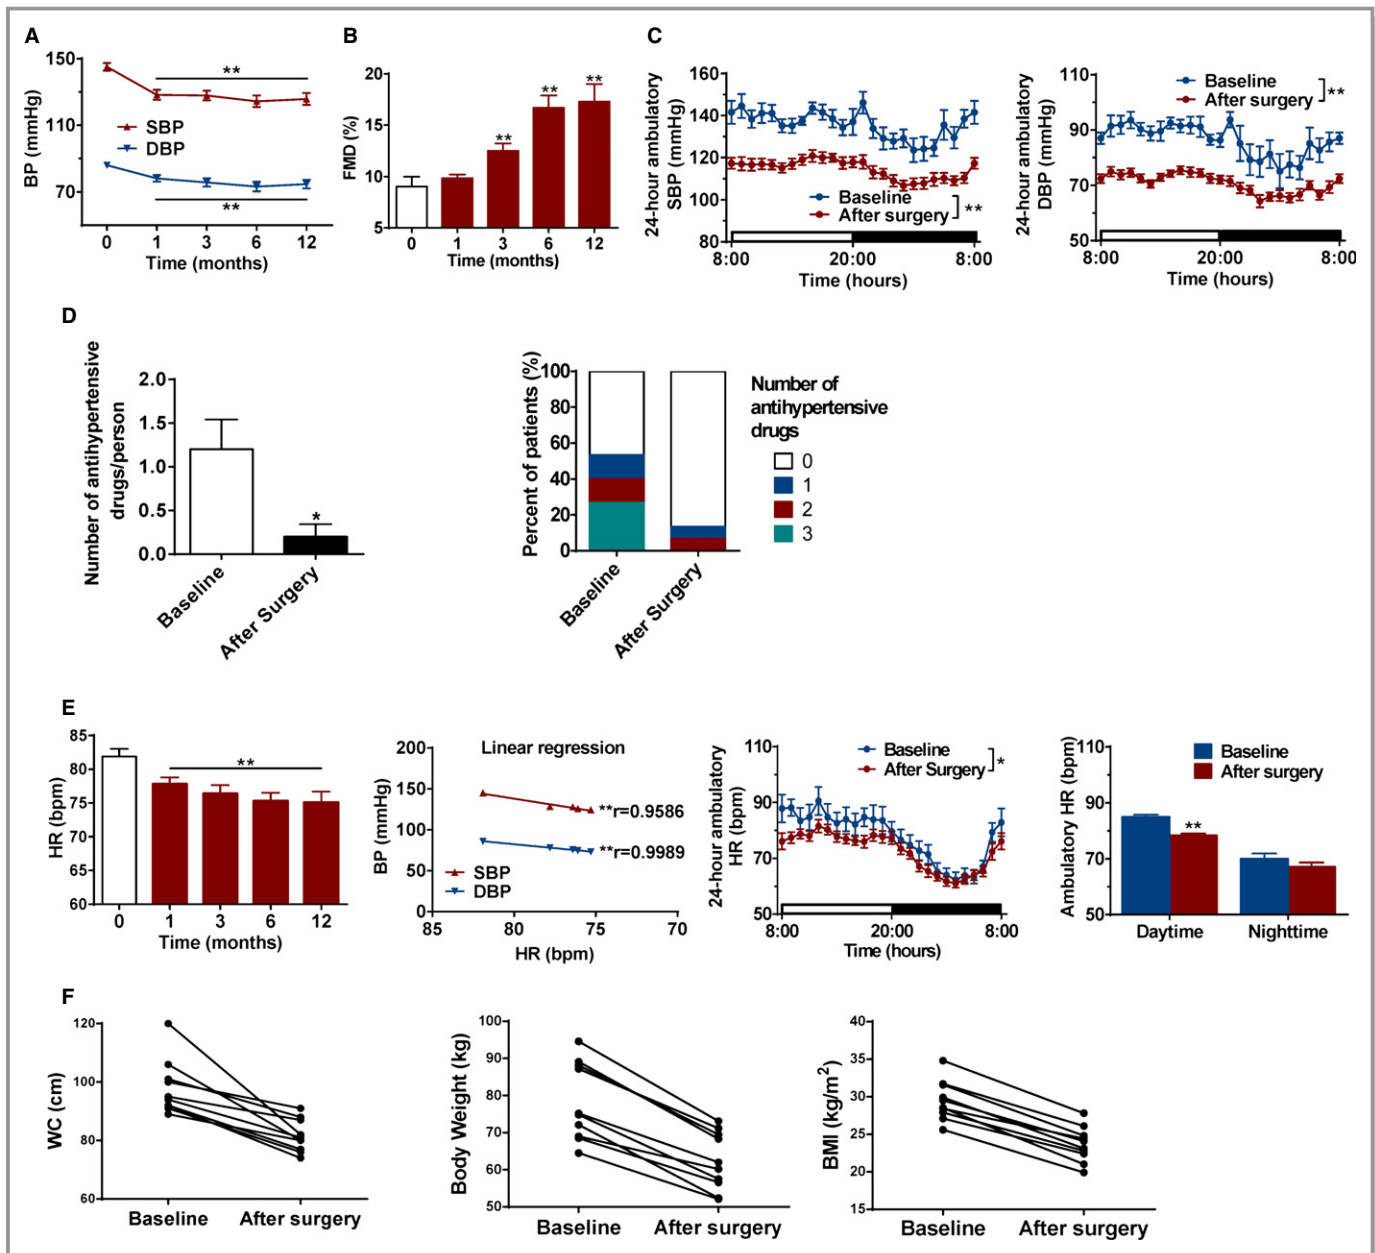 A
BP (mmHg)
150
110
70
**
SBP
DBP
**
0 1 3 6 12
Time (months)
B
FMD (%)
20
15
10
5
** ** **
0 1 3 6 12
Time (months)
C
24-hour ambulatory
SBP (mmHg)
160
140
120
100
80
Baseline
After surgery
**
8:00 20:00 8:00
Time (hours)
24-hour ambulatory
DBP (mmHg)
110
90
70
50
Baseline
After surgery
**
8:00 20:00 8:00
Time (hours)
D
Number of antihypertensive
drugs/person
2.0
1.5
1.0
0.5
0.0
*
Baseline
After Surgery
Percent of patients (%)
100
80
60
40
20
0
Baseline
After Surgery
Number of
antihypertensive
drugs
0
1
2
3
E
HR (bpm)
85
80
75
70
65
60
**
0 1 3 6 12
Time (months)
BP (mmHg)
200
150
100
50
0
Linear regression
**r=0.9586
**r=0.9989
SBP
DBP
85 80 75 70
HR (bpm)
24-hour ambulatory
HR (bpm)
110
90
70
50
Baseline
After Surgery
*
8:00 20:00 8:00
Time (hours)
Ambulatory HR (bpm)
110
90
70
50
Baseline
After surgery
**
Daytime Nighttime
F
WC (cm)
120
100
80
60
Baseline After surgery
Body Weight (kg)
100
90
80
70
60
50
Baseline After surgery
BMI (kg/m²)
40
35
30
25
20
15
Baseline After surgery